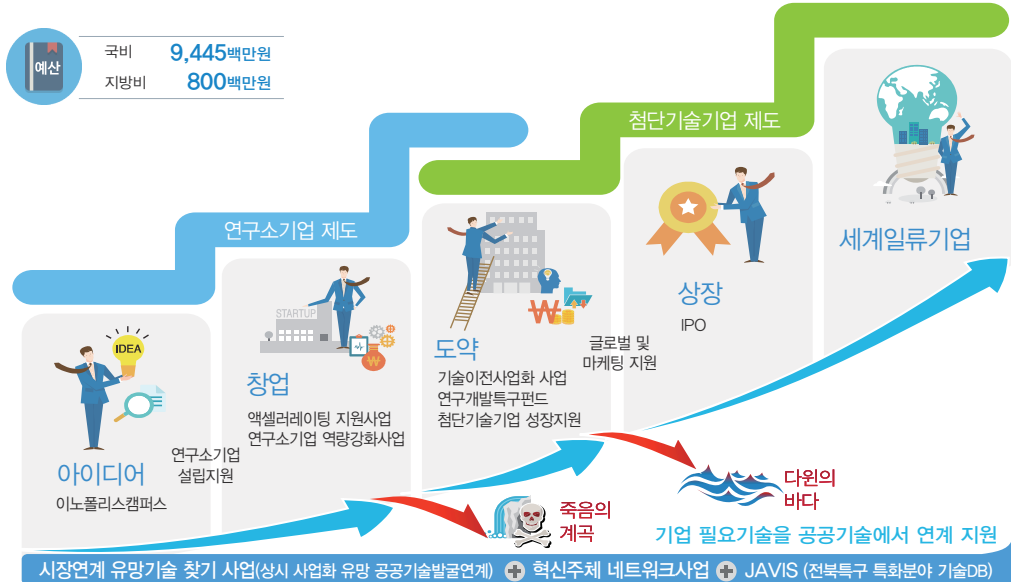 예산
국비 9,445백만원
지방비 800백만원
첨단기술기업 제도
연구소기업 제도
세계일류기업
상장
IPO
STARTUP
IDEA
글로벌 및
마케팅 지원
도약
기술이전사업화 사업
연구개발특구펀드
첨단기술기업 성장지원
창업
액셀러레이팅 지원사업
연구소기업 역량강화사업
연구소기업
설립지원
아이디어
이노폴리스캠퍼스
다윈의
바다
죽음의
계곡
기업 필요기술을 공공기술에서 연계 지원
시장연계 유망기술 찾기 사업(상시 사업화 유망 공공기술발굴연계) + 혁신주체 네트워크사업 + JAVIS (전북특구 특화분야 기술DB)